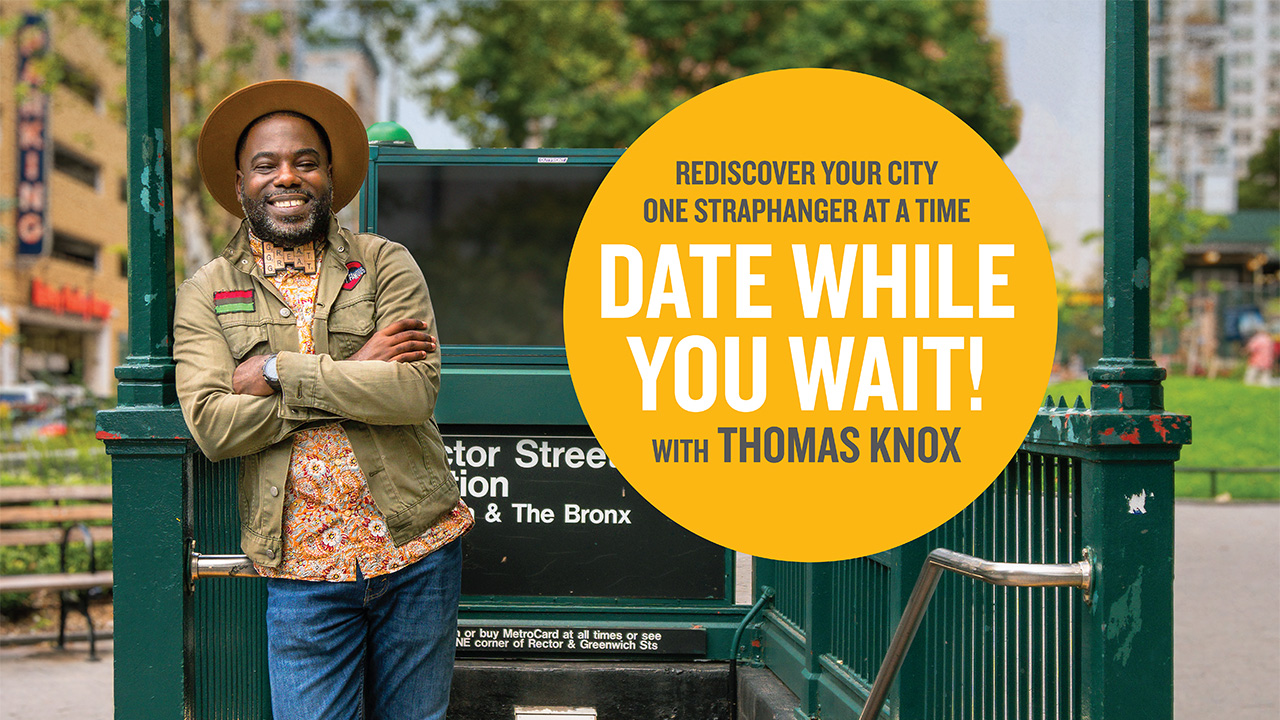 PARKING
REDISCOVER YOUR CITY
ONE STRAPHANGER AT A TIME
DATE WHILE
YOU WAIT!
WITH THOMAS KNOX
ctor Street
tion
& The Bronx
or buy MetroCard at all times or see
NE corner of Rector & Greenwich Sts